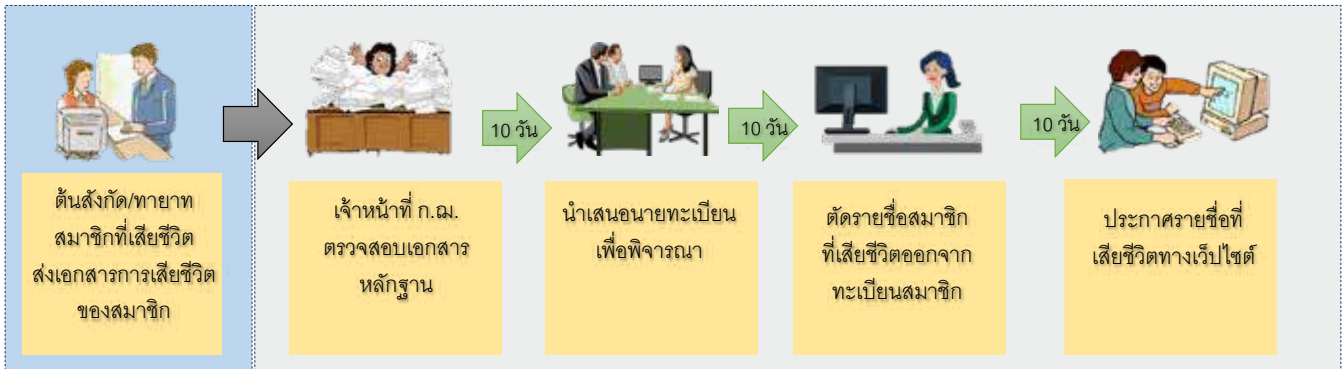 ต้นสังกัด/ทายาท
สมาชิกที่เสียชีวิต
ส่งเอกสารการเสียชีวิต
ของสมาชิก
เจ้าหน้าที่ ก.ฌ.
ตรวจสอบเอกสาร
หลักฐาน
10 วัน
นำเสนอนายทะเบียน
เพื่อพิจารณา
10 วัน
ตัดรายชื่อสมาชิก
ที่เสียชีวิตออกจาก
ทะเบียนสมาชิก
10 วัน
ประกาศรายชื่อที่
เสียชีวิตทางเว็ปไซต์